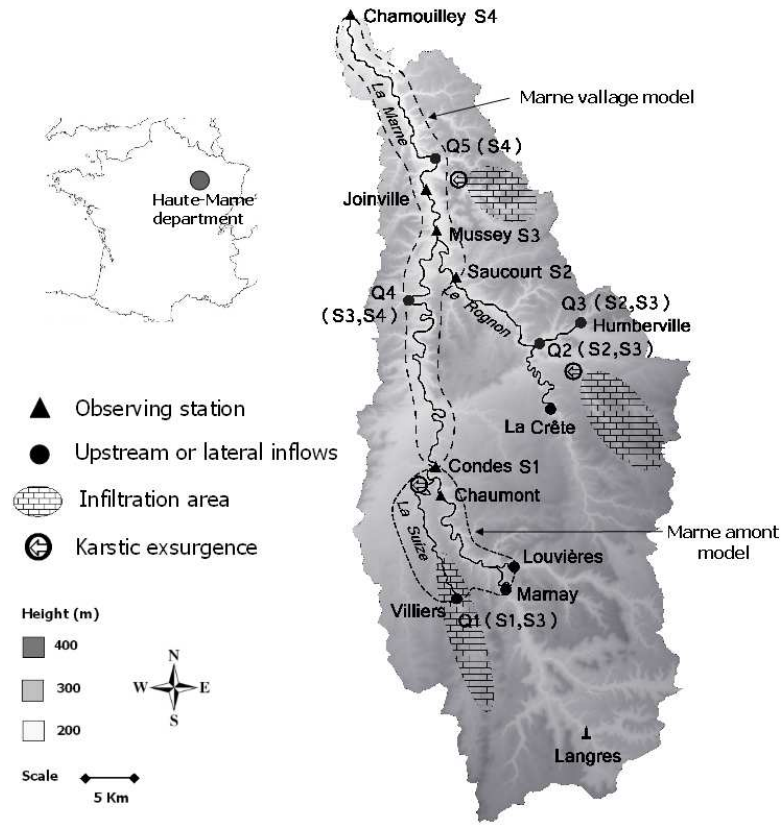 Chamouilley S4
La Marne
Marne vallage model
Q5 (S4)
Haute-Marne
department
Joinville
Mussey S3
Saucourt S2
Q4
(S3,S4)
Le Rognon
Q3 (S2,S3)
Humberville
Q2 (S2,S3)
La Crête
Observing station
Upstream or lateral inflows
Infiltration area
Karstic exsurgence
Condes S1
Chaumont
La Suize
Marne amont
model
Louvières
Marnay
Villiers
Q1 (S1,S3)
Height (m)
400
300
200
N
W
E
S
Langres
Scale
5 Km